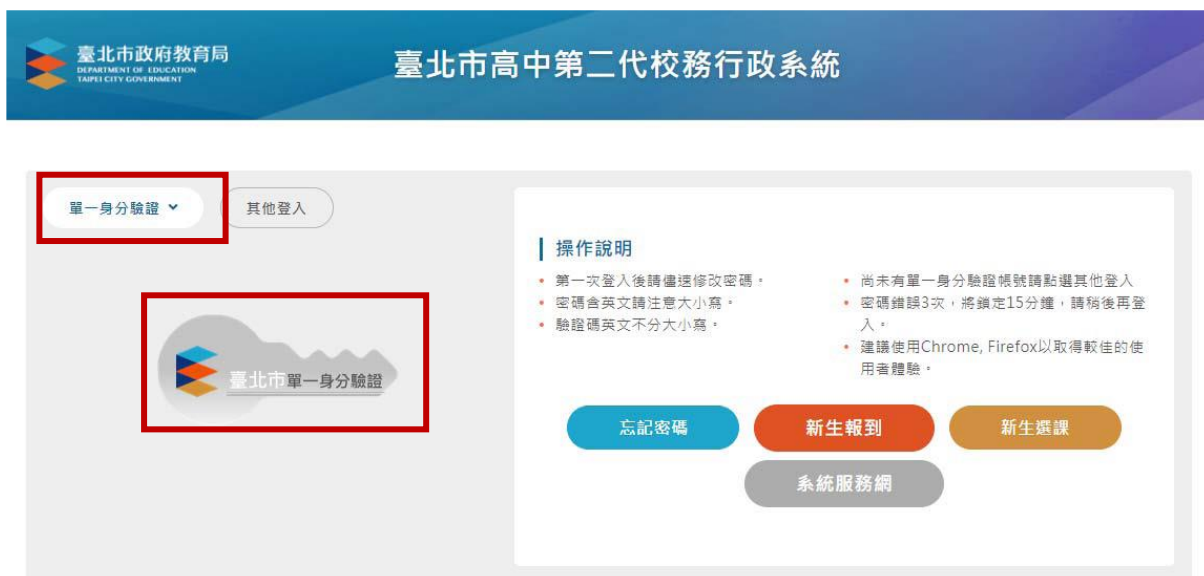 臺北市政府教育局
DEPARTMENT OF EDUCATION
TAIPEI CITY GOVERNMENT
臺北市高中第二代校務行政系統
單一身分驗證
其他登入
臺北市單一身分驗證
操作說明
• 第一次登入後請儘速修改密碼。
• 密碼含英文請注意大小寫。
• 驗證碼英文不分大小寫。
• 尚未有單一身分驗證帳號請點選其他登入
• 密碼錯誤3次，將鎖定15分鐘，請稍後再登
入。
• 建議使用Chrome, Firefox以取得較佳的使
用者體驗。
忘記密碼
新生報到
新生選課
系統服務網